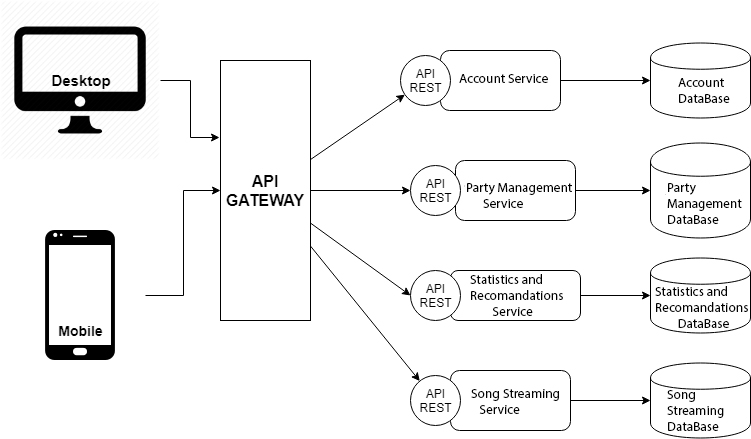 Desktop
Mobile
API
GATEWAY
API
REST
Account Service
Account
DataBase
API
REST
Party Management
Service
Party
Management
DataBase
API
REST
Statistics and
Recomandations
Service
Statistics and
Recomandations
DataBase
API
REST
Song Streaming
Service
Song
Streaming
DataBase